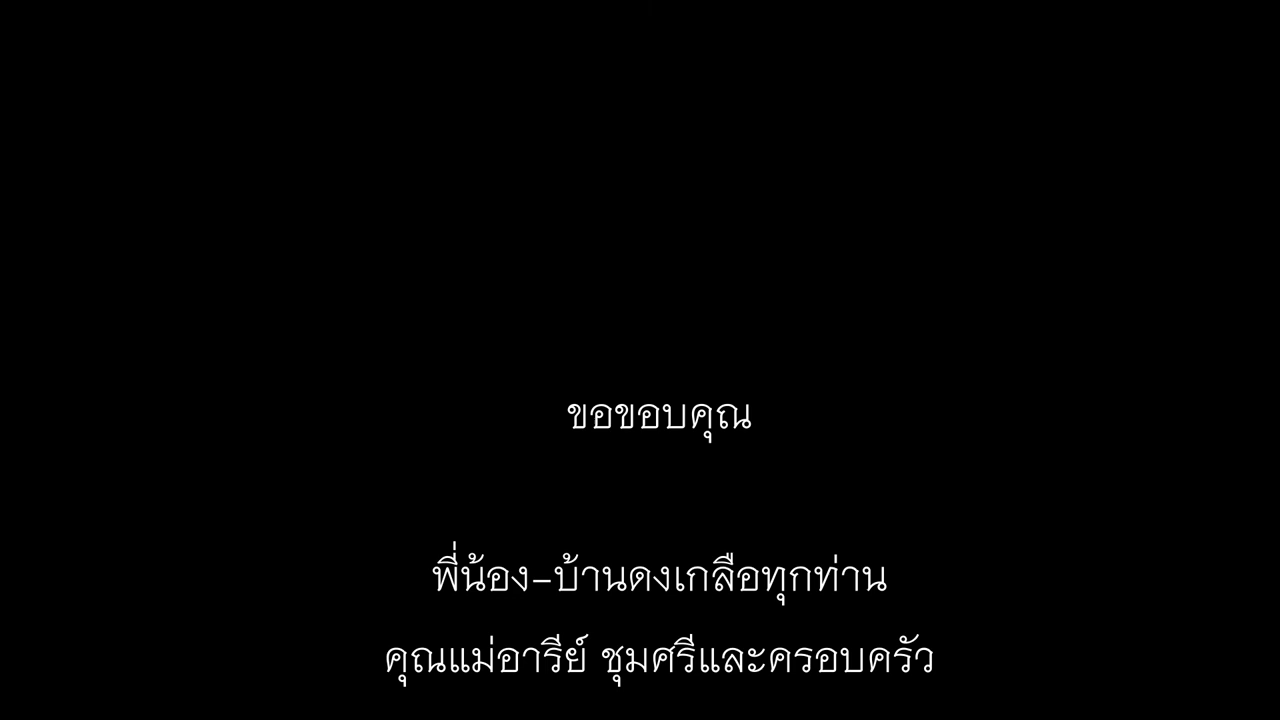 ขอขอบคุณ
พี่น้อง-บ้านดงเกลือทุกท่าน
คุณแม่อารีย์ ชุมศรีและครอบครัว